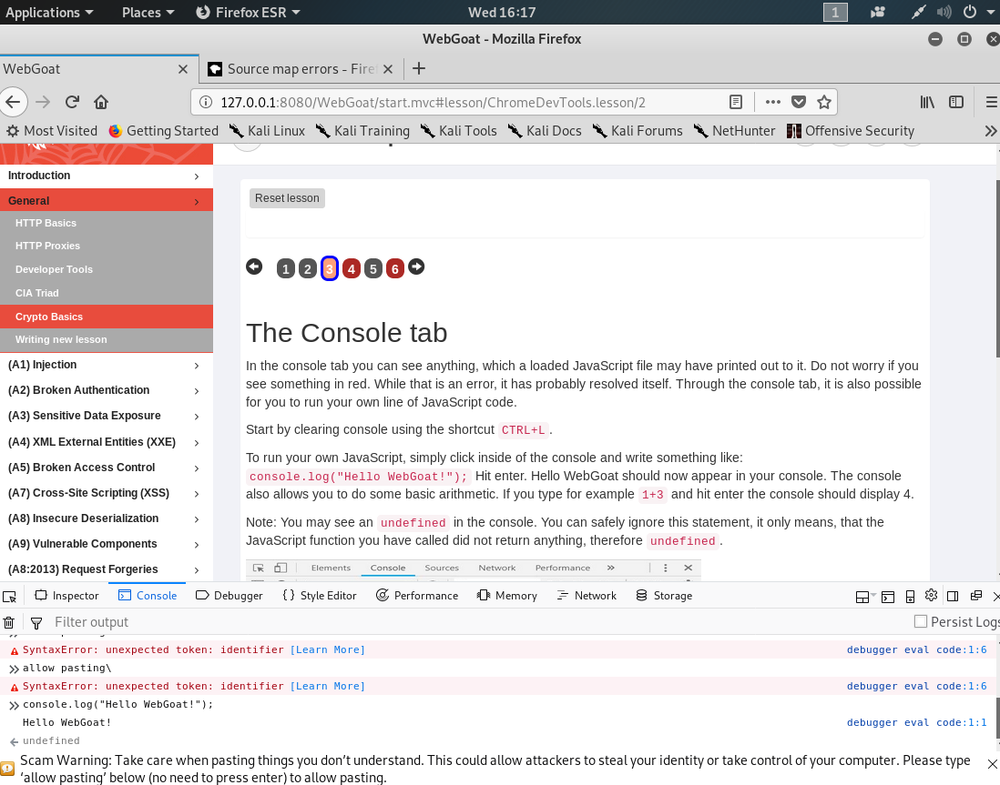 Applications Places Firefox ESR Wed 16:17 1
WebGoat - Mozilla Firefox
WebGoat Source map errors - Fire
127.0.0.1:8080/WebGoat/start.mvc#lesson/ChromeDevTools.lesson/2
Most Visited Getting Started Kali Linux Kali Training Kali Tools Kali Docs Kali Forums NetHunter Offensive Security
Introduction
General
HTTP Basics
HTTP Proxies
Developer Tools
CIA Triad
Crypto Basics
Writing new lesson
(A1) Injection
(A2) Broken Authentication
(A3) Sensitive Data Exposure
(A4) XML External Entities (XXE)
(A5) Broken Access Control
(A7) Cross-Site Scripting (XSS)
(A8) Insecure Deserialization
(A9) Vulnerable Components
(A8:2013) Request Forgeries
Reset lesson
1 2 3 4 5 6
The Console tab
In the console tab you can see anything, which a loaded JavaScript file may have printed out to it. Do not worry if you
see something in red. While that is an error, it has probably resolved itself. Through the console tab, it is also possible
for you to run your own line of JavaScript code.
Start by clearing console using the shortcut CTRL+L.
To run your own JavaScript, simply click inside of the console and write something like:
console.log("Hello WebGoat!"); Hit enter. Hello WebGoat should now appear in your console. The console
also allows you to do some basic arithmetic. If you type for example 1+3 and hit enter the console should display 4.
Note: You may see an undefined in the console. You can safely ignore this statement, it only means, that the
JavaScript function you have called did not return anything, therefore undefined.
Elements Console Sources Network Performance »
Inspector Console Debugger {} Style Editor Performance Memory Network Storage
Filter output Persist Logs
SyntaxError: unexpected token: identifier [Learn More] debugger eval code:1:6
allow pasting\
SyntaxError: unexpected token: identifier [Learn More] debugger eval code:1:6
console.log("Hello WebGoat!");
Hello WebGoat! debugger eval code:1:1
undefined
Scam Warning: Take care when pasting things you don’t understand. This could allow attackers to steal your identity or take control of your computer. Please type
‘allow pasting’ below (no need to press enter) to allow pasting.